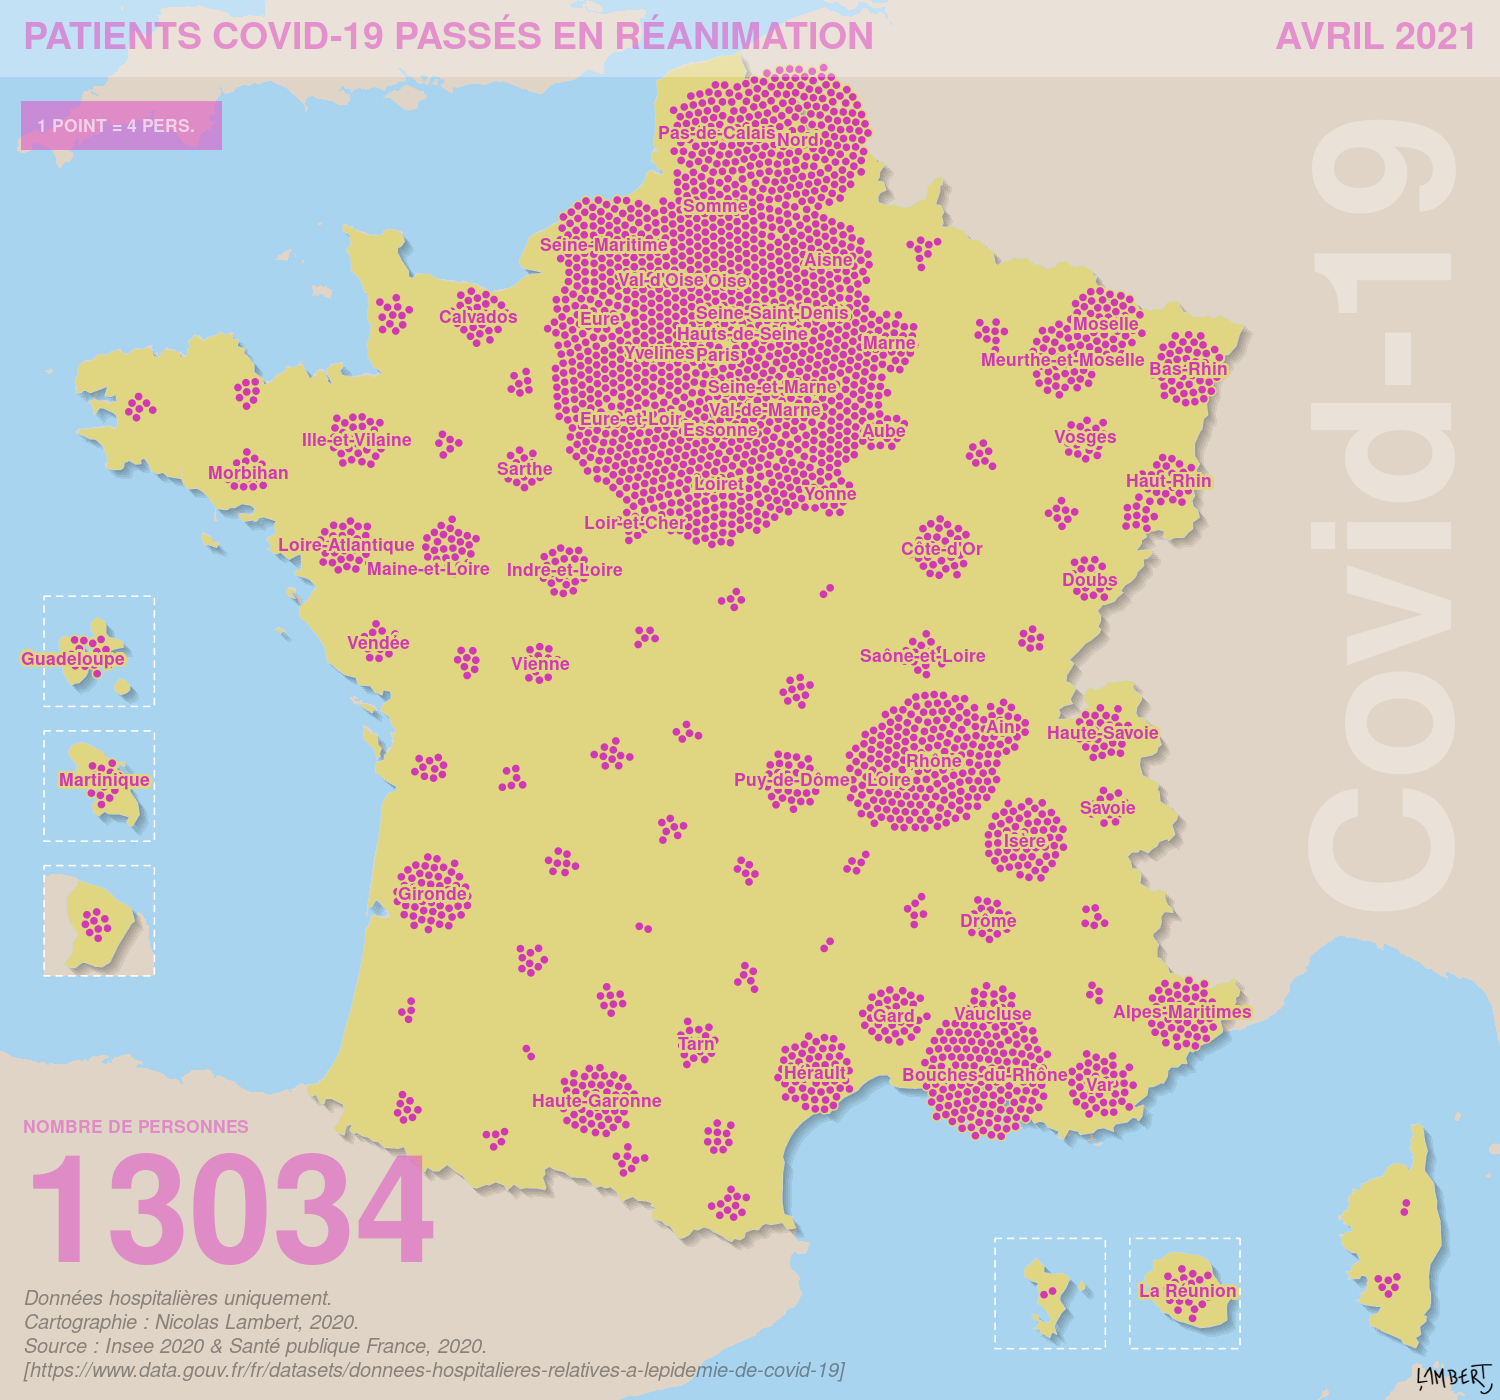 PATIENTS COVID-19 PASSÉS EN RÉANIMATION
AVRIL 2021
1 POINT = 4 PERS.
Covid-19
Pas-de-Calais
Nord
Somme
Seine-Maritime
Aisne
Val-d'Oise
Oise
Calvados
Eure
Seine-Saint-Denis
Moselle
Hauts-de-Seine
Marne
Yvelines
Paris
Meurthe-et-Moselle
Bas-Rhin
Seine-et-Marne
Val-de-Marne
Eure-et-Loir
Essonne
Aube
Ille-et-Vilaine
Vosges
Morbihan
Sarthe
Haut-Rhin
Loiret
Yonne
Loir-et-Cher
Loire-Atlantique
Côte-d'Or
Maine-et-Loire
Indre-et-Loire
Doubs
Vendée
Guadeloupe
Vienne
Saône-et-Loire
Ain
Haute-Savoie
Rhône
Martinique
Puy-de-Dôme
Loire
Savoie
Isère
Gironde
Drôme
Gard
Vaucluse
Alpes-Maritimes
Tarn
Hérault
Bouches-du-Rhône
Var
Haute-Garonne
La Réunion
NOMBRE DE PERSONNES
13034
Données hospitalières uniquement.
Cartographie : Nicolas Lambert, 2020.
Source : Insee 2020 & Santé publique France, 2020.
[https://www.data.gouv.fr/fr/datasets/donnees-hospitalieres-relatives-a-lepidemie-de-covid-19]
LAMBERT